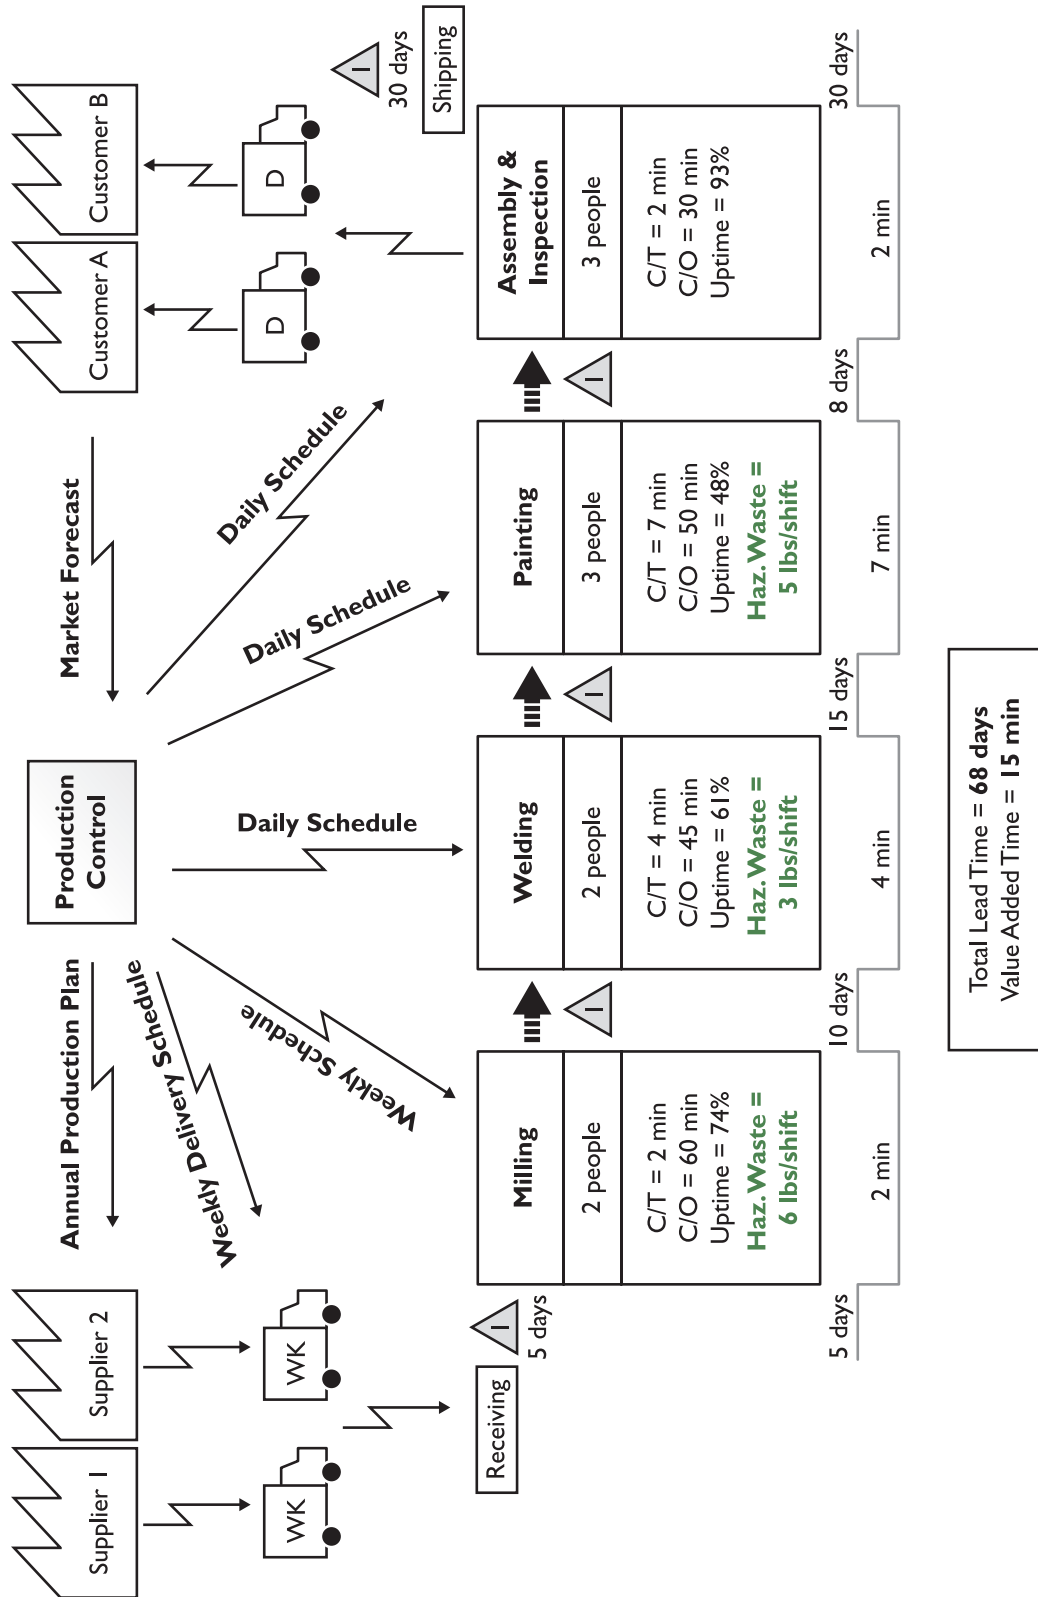 Supplier 1
Supplier 2
Annual Production Plan
Production
Control
Market Forecast
Customer A
Customer B
WK
WK
Weekly Delivery Schedule
Weekly Schedule
Daily Schedule
Daily Schedule
Daily Schedule
D
D
I
30 days
Shipping
Receiving
I
5 days
Milling
2 people
C/T = 2 min
C/O = 60 min
Uptime = 74%
Haz. Waste =
6 lbs/shift
I
Welding
2 people
C/T = 4 min
C/O = 45 min
Uptime = 61%
Haz. Waste =
3 lbs/shift
I
Painting
3 people
C/T = 7 min
C/O = 50 min
Uptime = 48%
Haz. Waste =
5 lbs/shift
I
Assembly &
Inspection
3 people
C/T = 2 min
C/O = 30 min
Uptime = 93%
5 days
2 min
10 days
4 min
15 days
7 min
8 days
2 min
30 days
Total Lead Time = 68 days
Value Added Time = 15 min